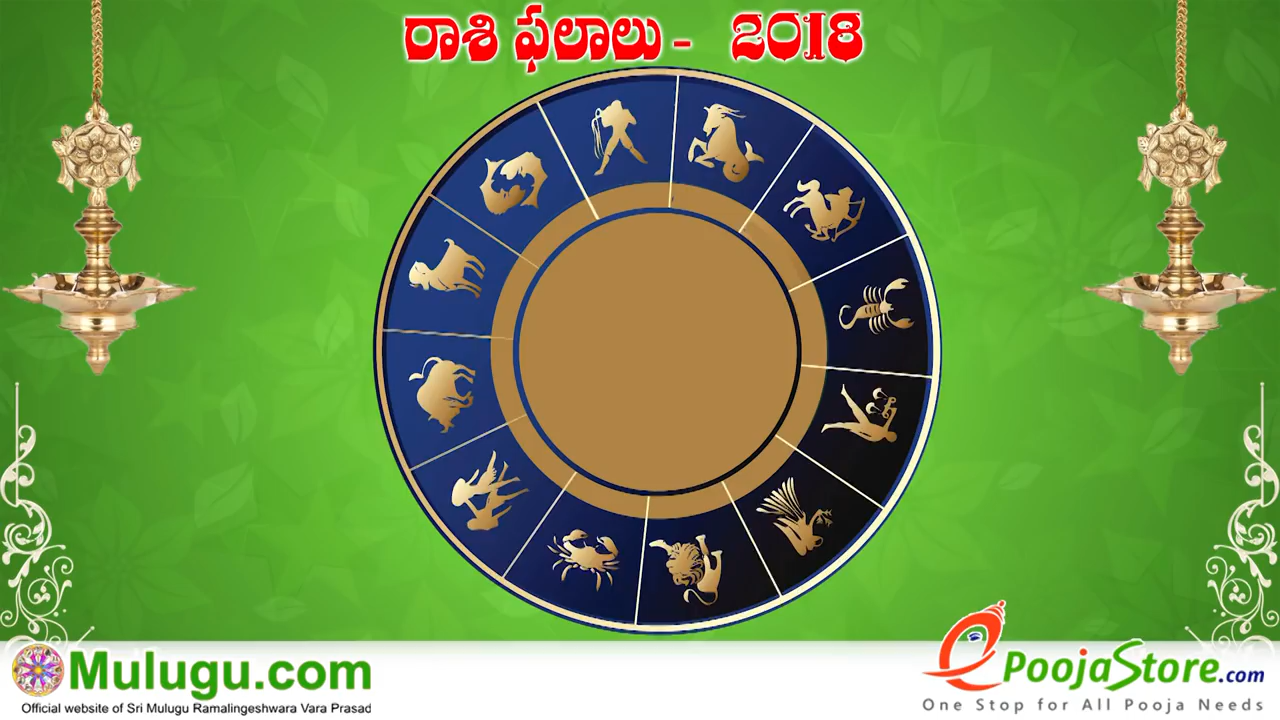 రాశి ఫలాలు - 2018
Mulugu.com
Official website of Sri Mulugu Ramalingeshwara Vara Prasad
ePoojaStore.com
One Stop for All Pooja Needs